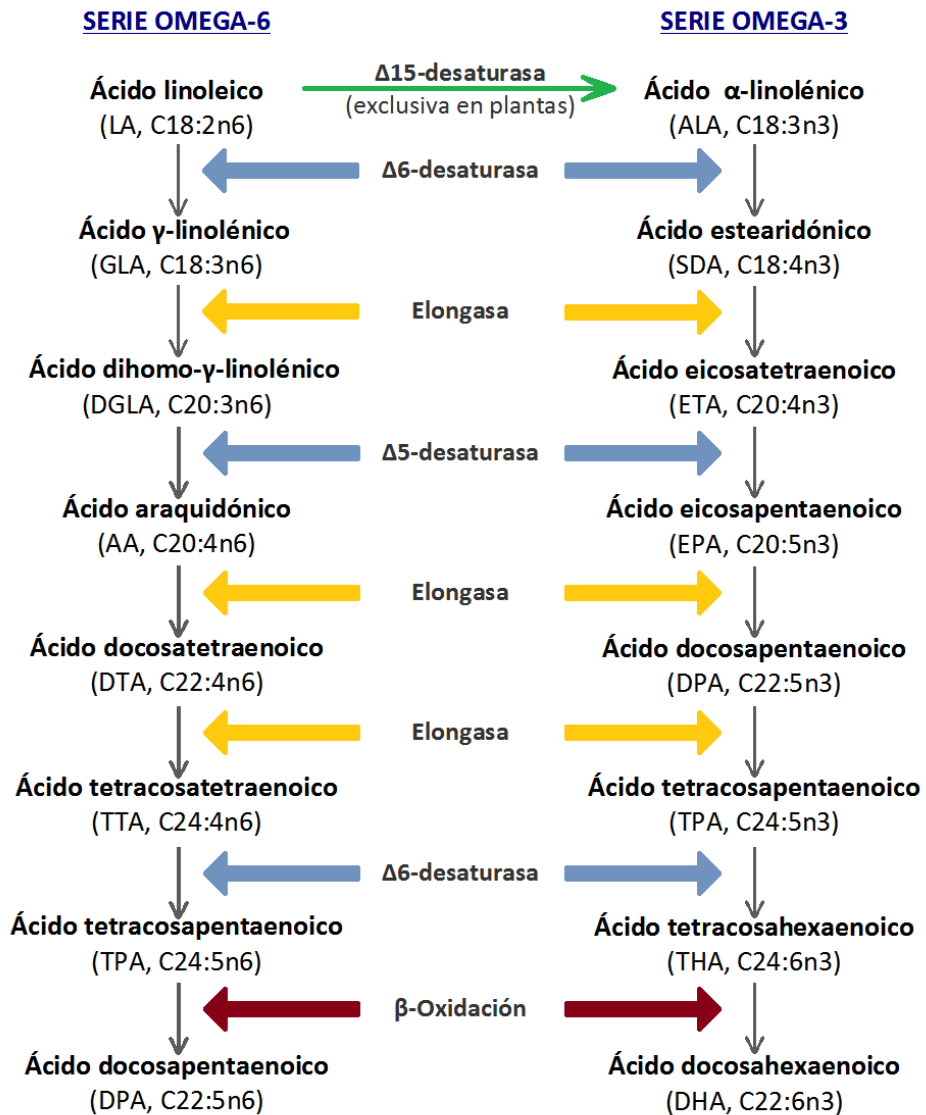 SERIE OMEGA-6
SERIE OMEGA-3
Ácido linoleico
(LA, C18:2n6)
Δ15-desaturasa
(exclusiva en plantas)
Ácido α-linolénico
(ALA, C18:3n3)
Δ6-desaturasa
Ácido γ-linolénico
(GLA, C18:3n6)
Ácido estearidónico
(SDA, C18:4n3)
Elongasa
Ácido dihomo-γ-linolénico
(DGLA, C20:3n6)
Ácido eicosatetraenoico
(ETA, C20:4n3)
Δ5-desaturasa
Ácido araquidónico
(AA, C20:4n6)
Ácido eicosapentaenoico
(EPA, C20:5n3)
Elongasa
Ácido docosatetraenoico
(DTA, C22:4n6)
Ácido docosapentaenoico
(DPA, C22:5n3)
Elongasa
Ácido tetracosatetraenoico
(TTA, C24:4n6)
Ácido tetracosapentaenoico
(TPA, C24:5n3)
Δ6-desaturasa
Ácido tetracosapentaenoico
(TPA, C24:5n6)
Ácido tetracosahexaenoico
(THA, C24:6n3)
β-Oxidación
Ácido docosapentaenoico
(DPA, C22:5n6)
Ácido docosahexaenoico
(DHA, C22:6n3)